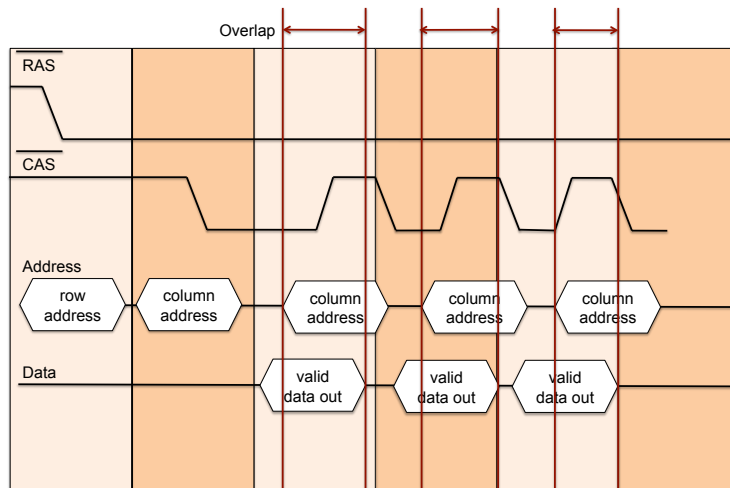 Overlap
RAS
CAS
Address
row
address
column
address
column
address
column
address
column
address
Data
valid
data out
valid
data out
valid
data out